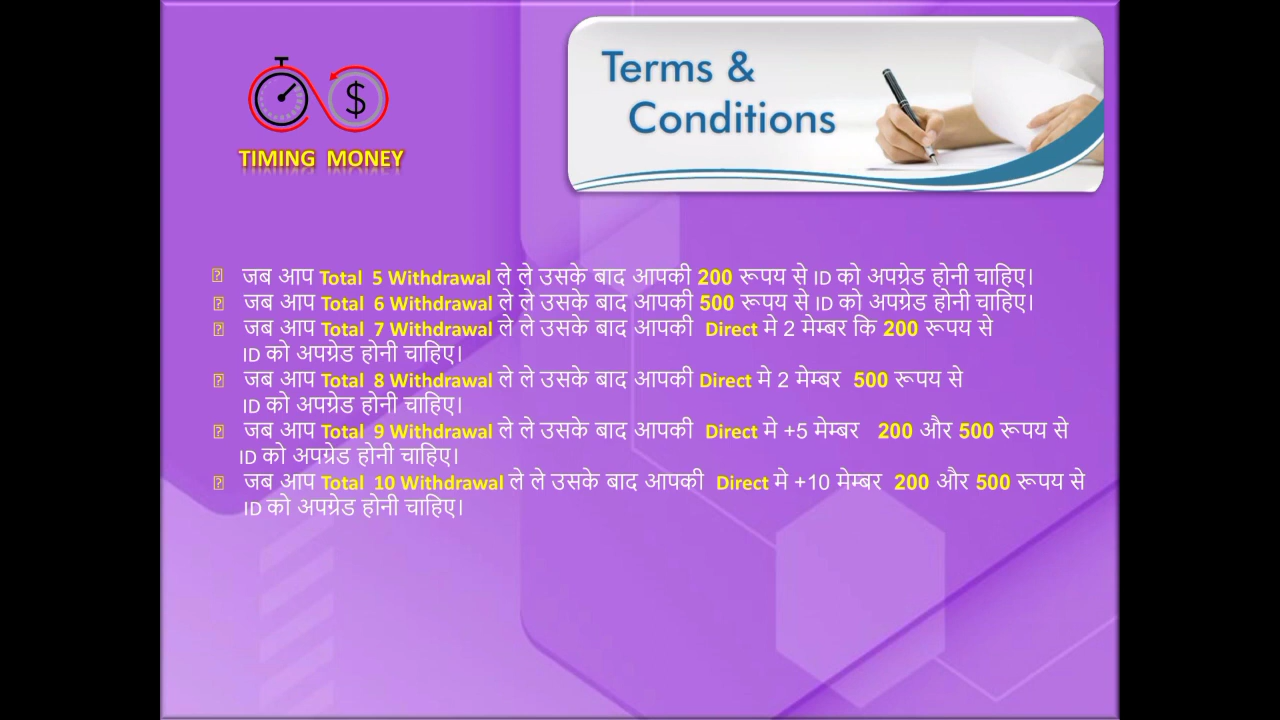 TIMING MONEY
Terms &
Conditions
जब आप Total 5 Withdrawal ले ले उसके बाद आपकी 200 रूपय से ID को अपग्रेड होनी चाहिए।
जब आप Total 6 Withdrawal ले ले उसके बाद आपकी 500 रूपय से ID को अपग्रेड होनी चाहिए।
जब आप Total 7 Withdrawal ले ले उसके बाद आपकी Direct मे 2 मेम्बर कि 200 रूपय से
ID को अपग्रेड होनी चाहिए।
जब आप Total 8 Withdrawal ले ले उसके बाद आपकी Direct मे 2 मेम्बर 500 रूपय से
ID को अपग्रेड होनी चाहिए।
जब आप Total 9 Withdrawal ले ले उसके बाद आपकी Direct मे +5 मेम्बर 200 और 500 रूपय से
ID को अपग्रेड होनी चाहिए।
जब आप Total 10 Withdrawal ले ले उसके बाद आपकी Direct मे +10 मेम्बर 200 और 500 रूपय से
ID को अपग्रेड होनी चाहिए।